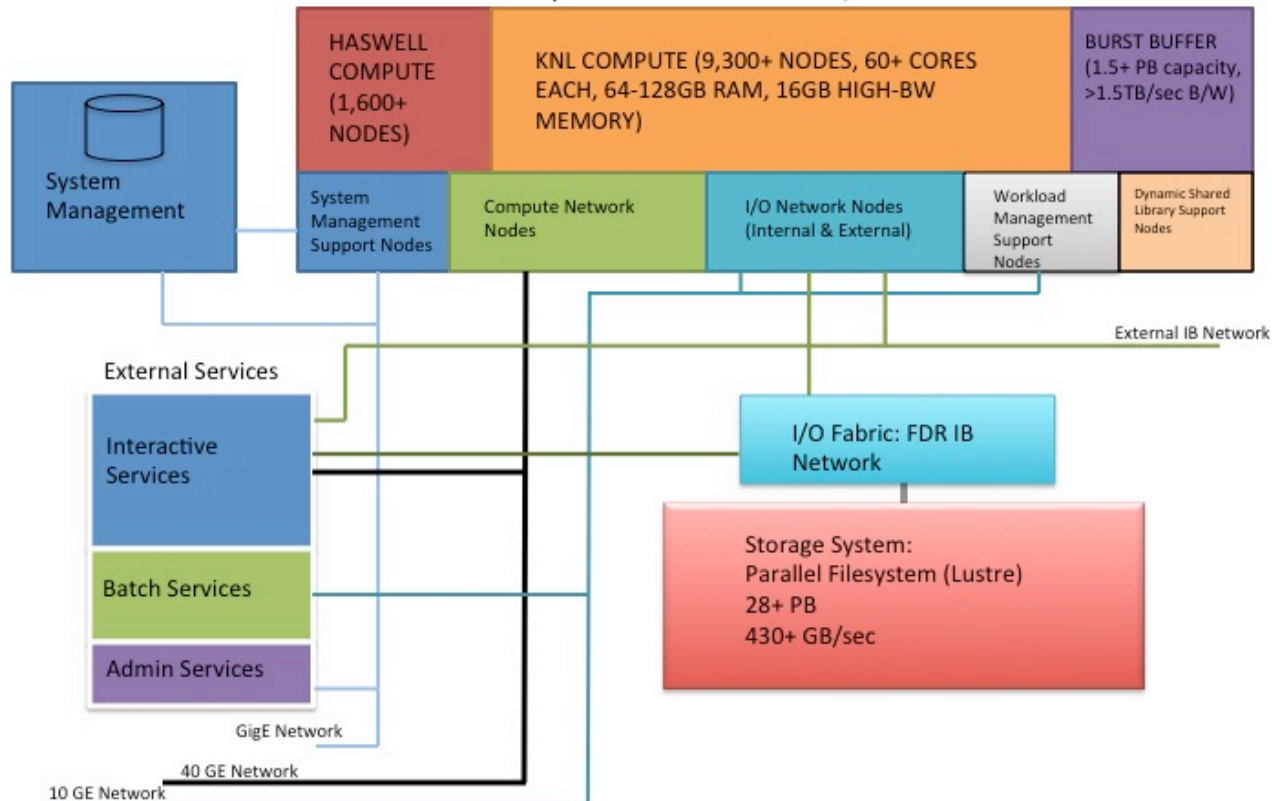 HASWELL
COMPUTE
(1,600+
NODES)
KNL COMPUTE (9,300+ NODES, 60+ CORES
EACH, 64-128GB RAM, 16GB HIGH-BW
MEMORY)
BURST BUFFER
(1.5+ PB capacity,
>1.5TB/sec B/W)
System
Management
System
Management
Support Nodes
Compute Network
Nodes
I/O Network Nodes
(Internal & External)
Workload
Management
Support
Nodes
Dynamic Shared
Library Support
Nodes
External IB Network
External Services
Interactive
Services
I/O Fabric: FDR IB
Network
Storage System:
Parallel Filesystem (Lustre)
28+ PB
430+ GB/sec
Batch Services
Admin Services
GigE Network
40 GE Network
10 GE Network